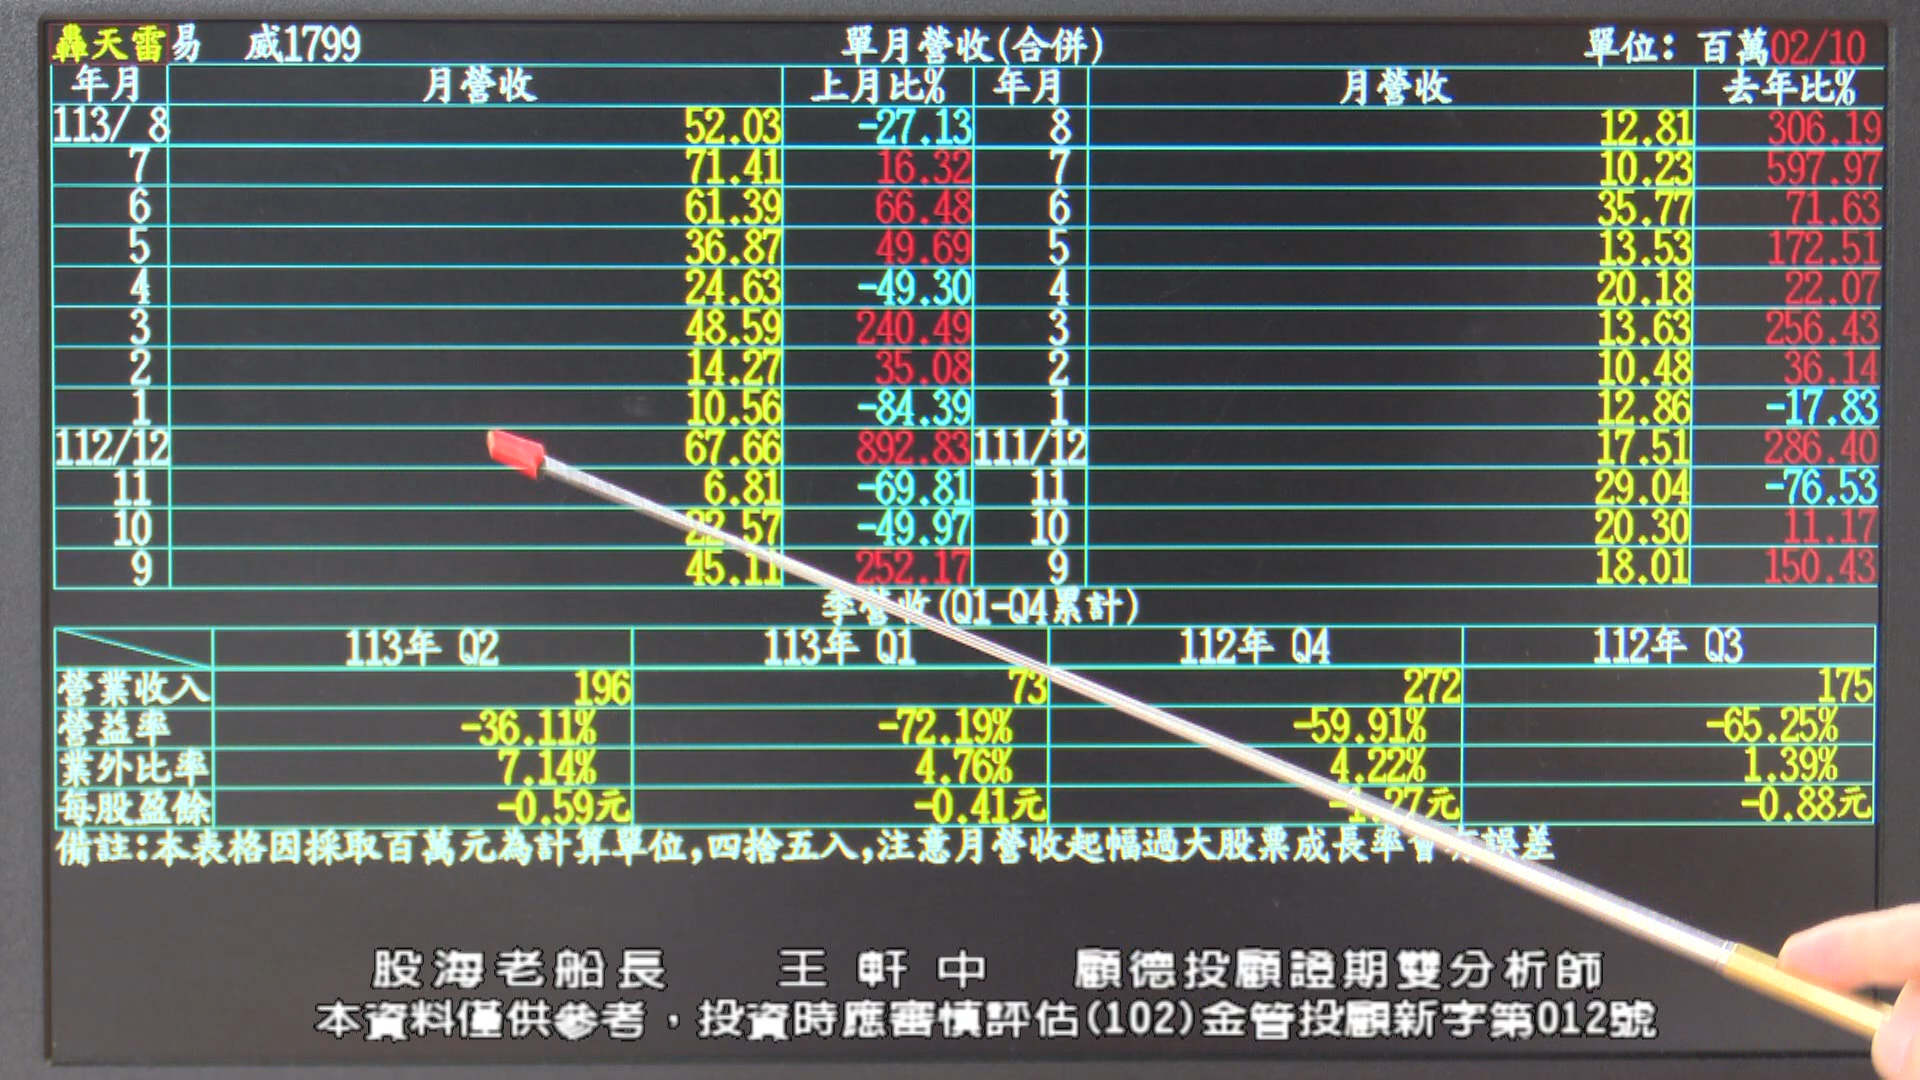 轟天雷易 威1799 單月營收(合併) 單位: 百萬02/10
年月 月營收 上月比% 年月 月營收 去年比%
113/ 8 52.03 -27.13 8 12.81 306.19
7 71.41 16.32 7 10.23 597.97
6 61.39 66.48 6 35.77 71.63
5 36.87 49.69 5 13.53 172.51
4 24.63 -49.30 4 20.18 22.07
3 48.59 240.49 3 13.63 256.43
2 14.27 35.08 2 10.48 36.14
1 10.56 -84.39 1 12.86 -17.83
112/12 67.66 892.83 111/12 17.51 286.40
11 6.81 -69.81 11 29.04 -76.53
10 22.57 -49.97 10 20.30 11.17
9 45.11 252.17 9 18.01 150.43
季營收(Q1-Q4累計)
113年 Q2 113年 Q1 112年 Q4 112年 Q3
營業收入 196 73 272 175
營益率 -36.11% -72.19% -59.91% -65.25%
業外比率 7.14% 4.76% 4.22% 1.39%
每股盈餘 -0.59元 -0.41元 -1.27元 -0.88元
備註:本表格因採取百萬元為計算單位,四捨五入,注意月營收起幅過大股票成長率會有誤差
股海老船長 王軒中 顧德投顧證期雙分析師
本資料僅供參考，投資時應審慎評估(102)金管投顧新字第012號